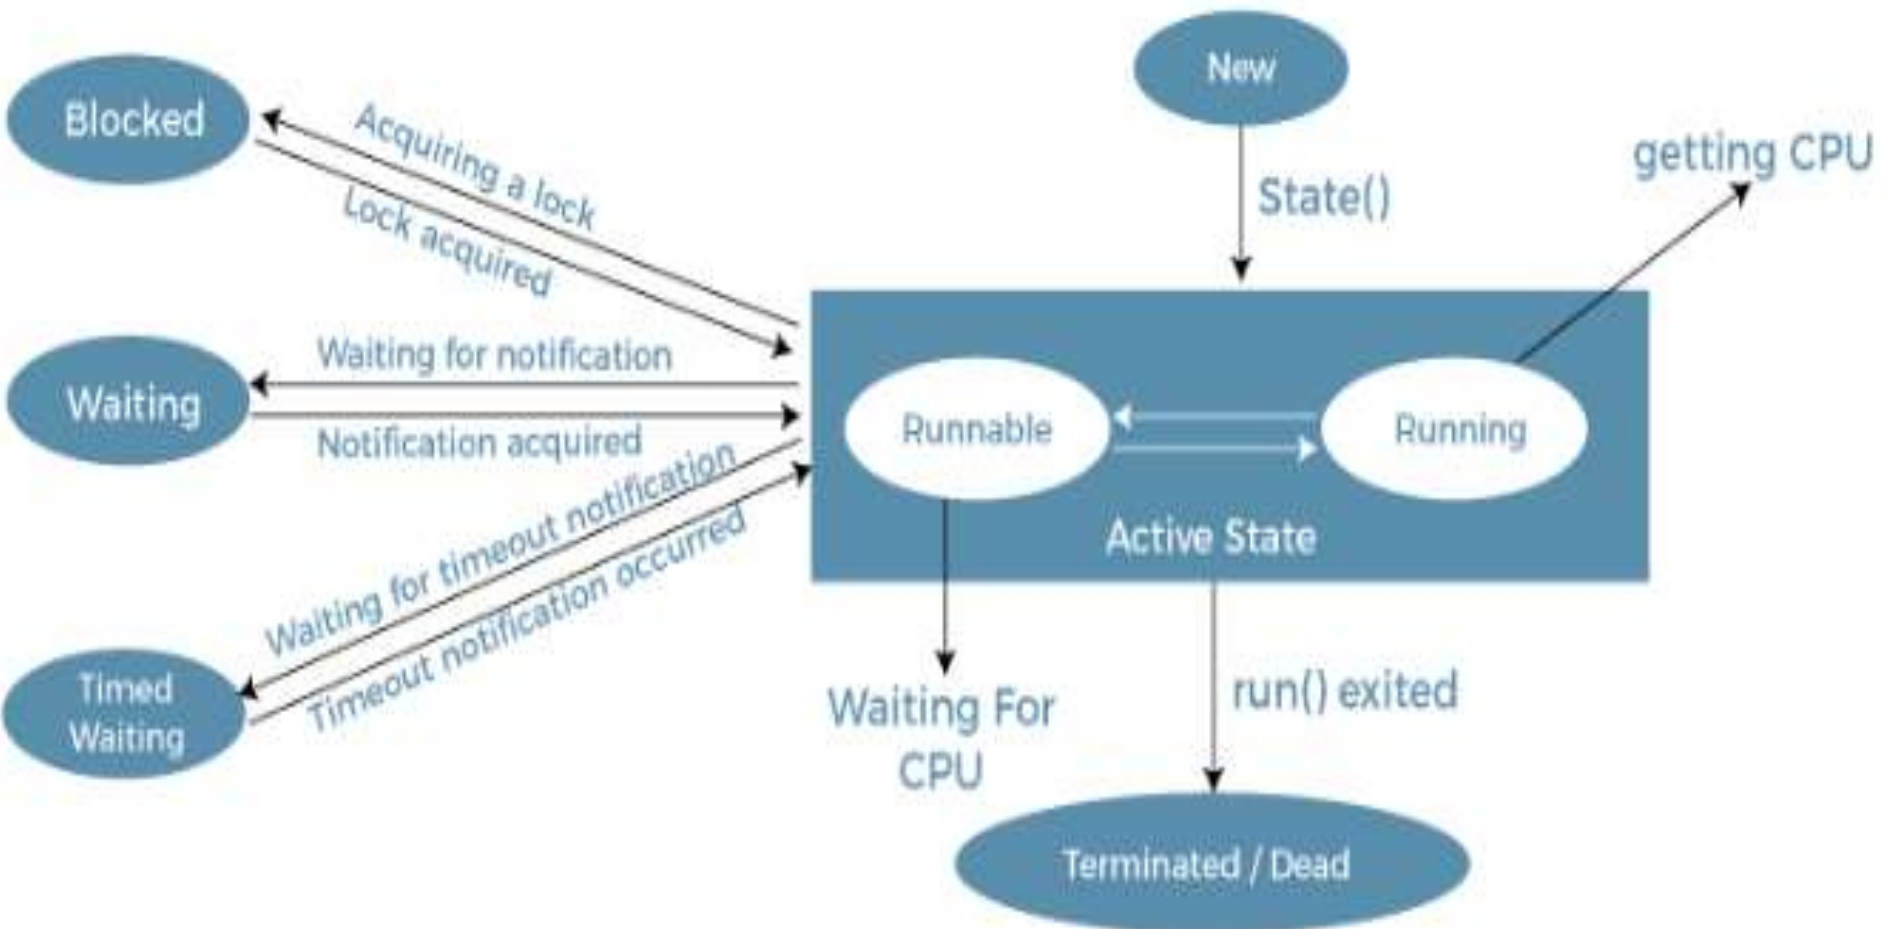 New
Blocked
Acquiring a lock
getting CPU
State()
Lock acquired
Waiting for notification
Waiting
Runnable
Running
Notification acquired
Active State
Waiting for timeout notification
Timeout notification occurred
Timed
Waiting
Waiting For
CPU
run() exited
Terminated / Dead